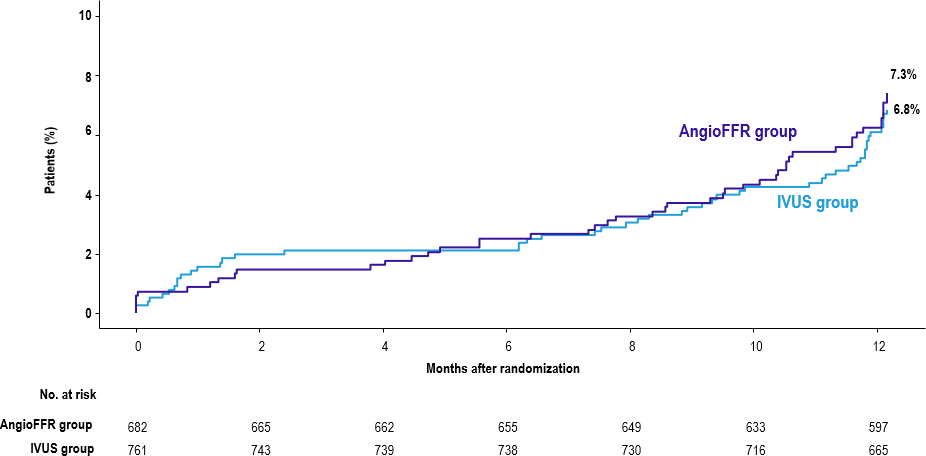 10
8
6
4
2
0
Patients (%)
7.3%
6.8%
AngioFFR group
IVUS group
0 2 4 6 8 10 12
Months after randomization
No. at risk
AngioFFR group 682 665 662 655 649 633 597
IVUS group 761 743 739 738 730 716 665